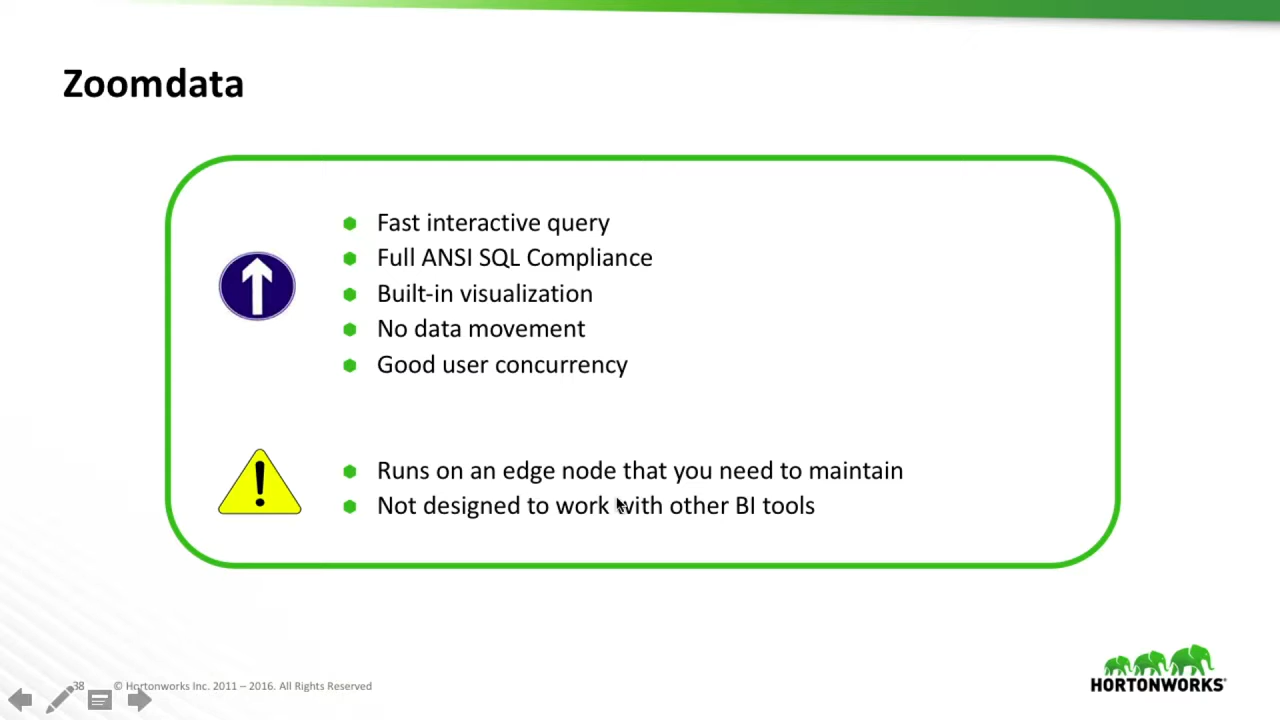 Zoomdata
Fast interactive query
Full ANSI SQL Compliance
Built-in visualization
No data movement
Good user concurrency
Runs on an edge node that you need to maintain
Not designed to work with other BI tools
38 © Hortonworks Inc. 2011 – 2016. All Rights Reserved
HORTONWORKS®